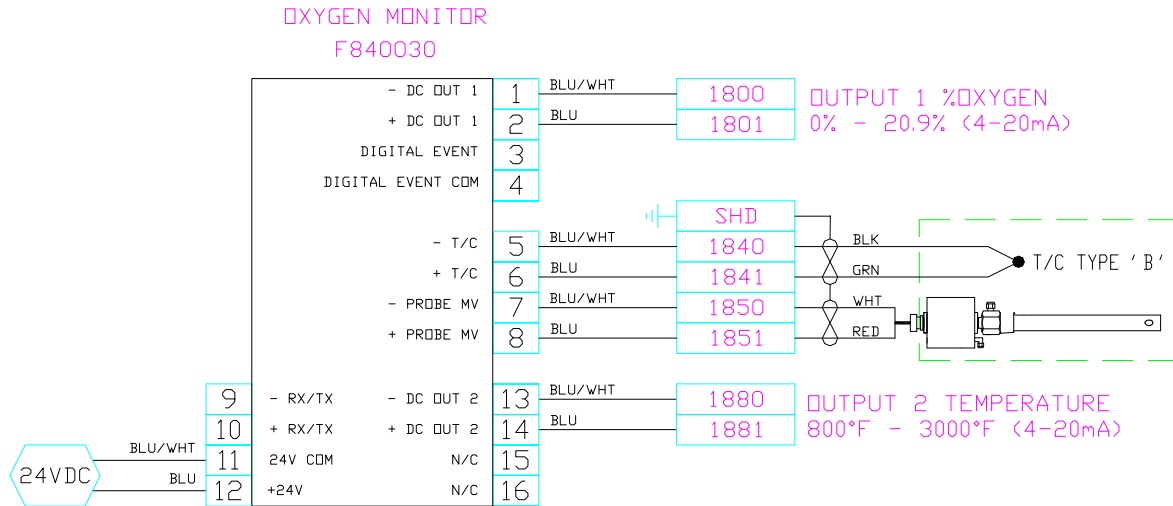 OXYGEN MONITOR
F840030
- DC OUT 1 1 BLU/WHT 1800
+ DC OUT 1 2 BLU 1801
OUTPUT 1 %OXYGEN
0% - 20.9% (4-20mA)
DIGITAL EVENT 3
DIGITAL EVENT COM 4
SHD
- T/C 5 BLU/WHT 1840 BLK
+ T/C 6 BLU 1841 GRN
T/C TYPE 'B'
- PROBE MV 7 BLU/WHT 1850 WHT
+ PROBE MV 8 BLU 1851 RED
9 - RX/TX - DC OUT 2 13 BLU/WHT 1880
10 + RX/TX + DC OUT 2 14 BLU 1881
OUTPUT 2 TEMPERATURE
800°F - 3000°F (4-20mA)
24VDC
BLU/WHT 11 24V COM N/C 15
BLU 12 +24V N/C 16